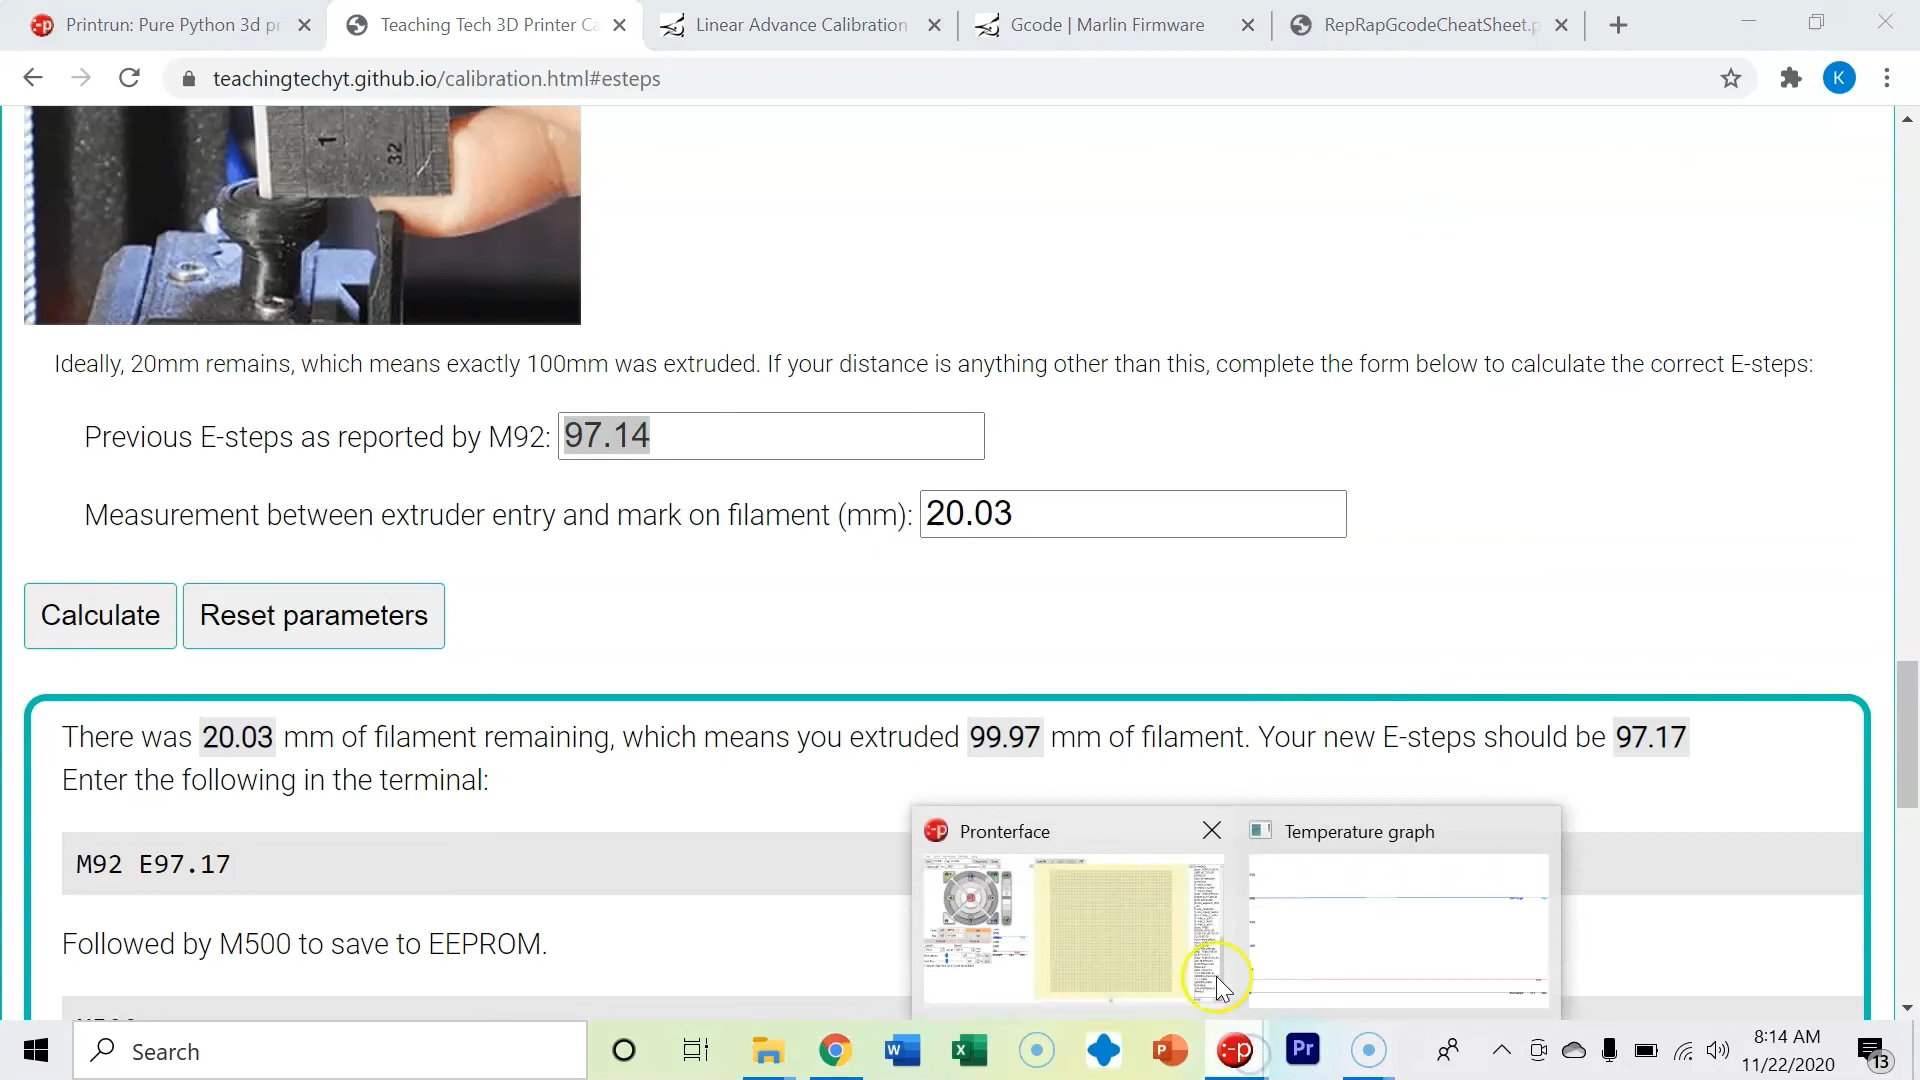 Printrun: Pure Python 3d pr
Teaching Tech 3D Printer Ca
Linear Advance Calibration
Gcode | Marlin Firmware
RepRapGcodeCheatSheet.p
teachingtechyt.github.io/calibration.html#esteps
K
1
32
Ideally, 20mm remains, which means exactly 100mm was extruded. If your distance is anything other than this, complete the form below to calculate the correct E-steps:
Previous E-steps as reported by M92: 97.14
Measurement between extruder entry and mark on filament (mm): 20.03
Calculate Reset parameters
There was 20.03 mm of filament remaining, which means you extruded 99.97 mm of filament. Your new E-steps should be 97.17
Enter the following in the terminal:
M92 E97.17
Followed by M500 to save to EEPROM.
Pronterface
Temperature graph
Search
8:14 AM
11/22/2020
13